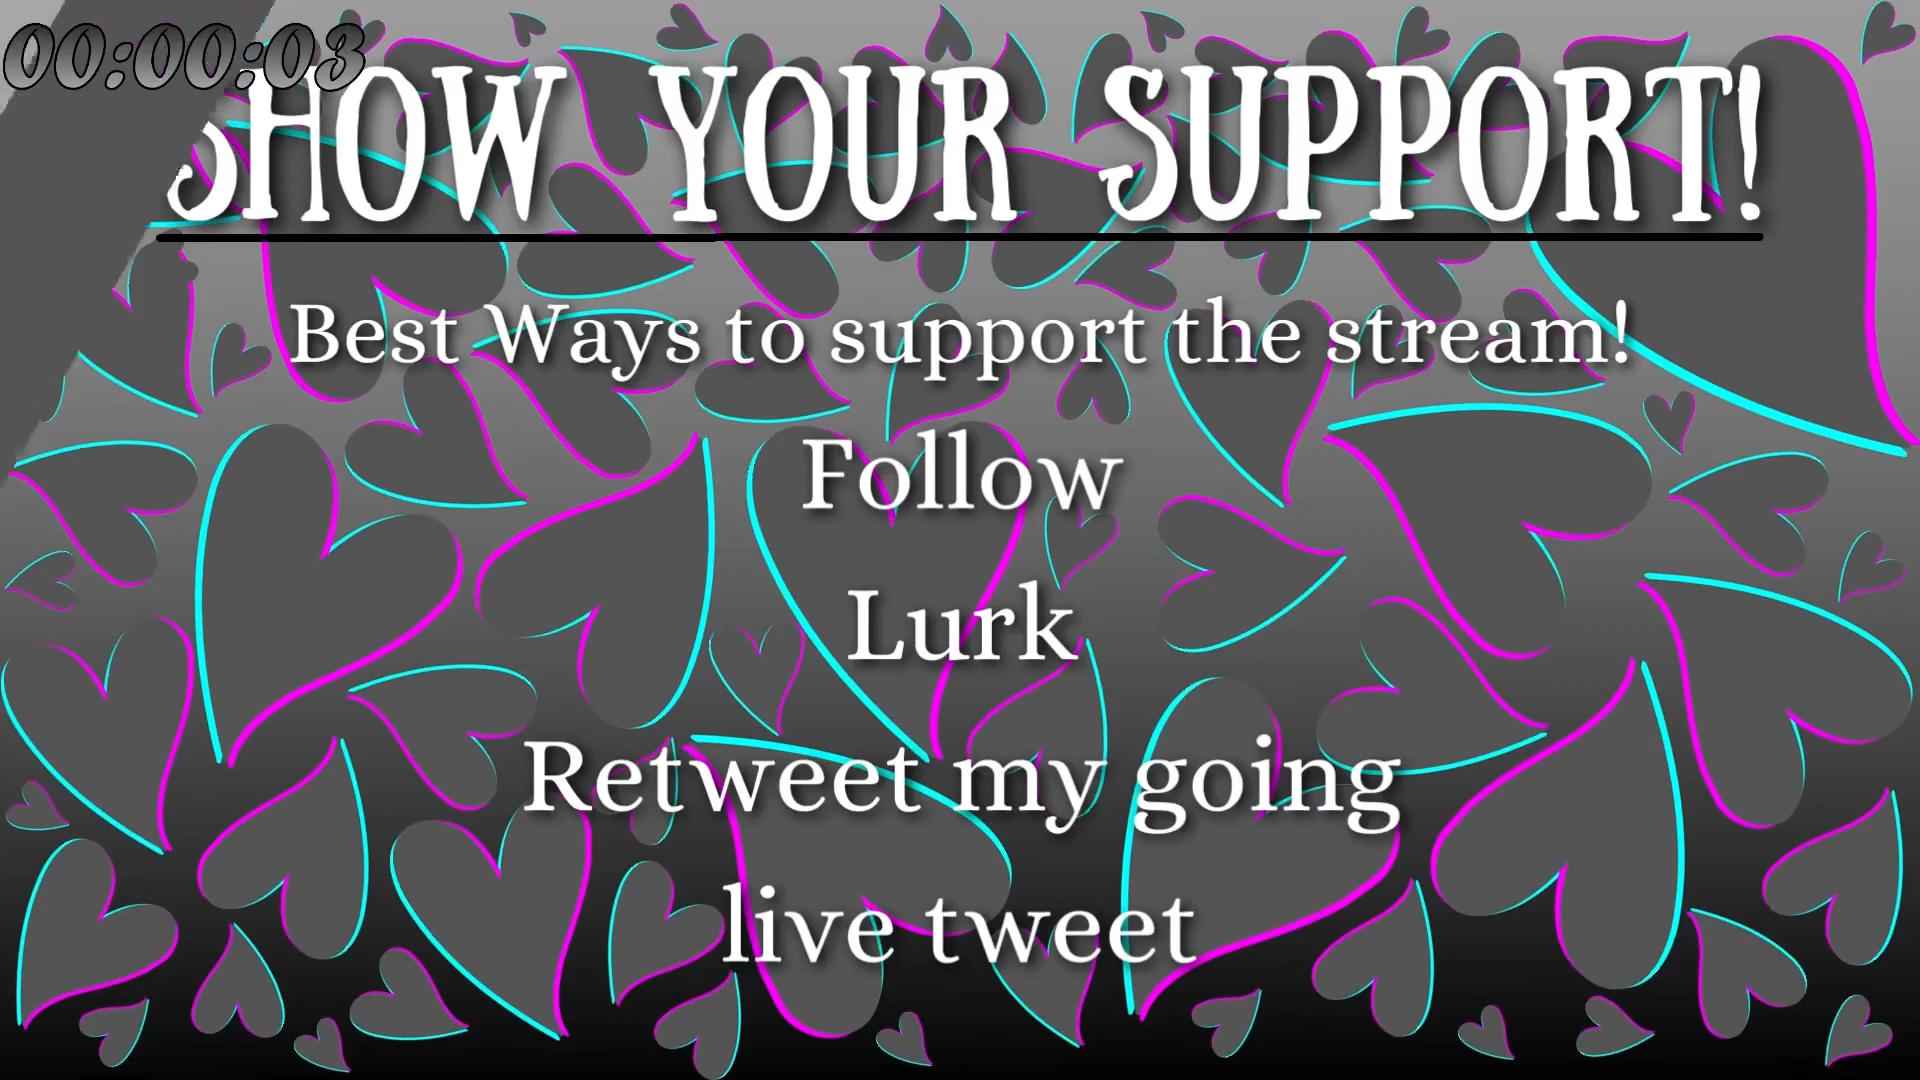 00:00:03
SHOW YOUR SUPPORT!
Best Ways to support the stream!
Follow
Lurk
Retweet my going
live tweet